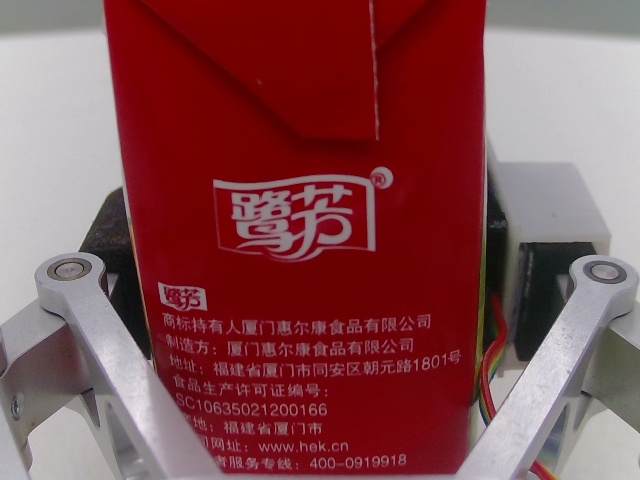 鹭芳®
鹭芳
商标持有人厦门惠尔康食品有限公司
制造方：厦门惠尔康食品有限公司
地址：福建省厦门市同安区朝元路1801号
食品生产许可证编号：
SC10635021200166
地：福建省厦门市
网址：www.hek.cn
者服务专线：400-0919918